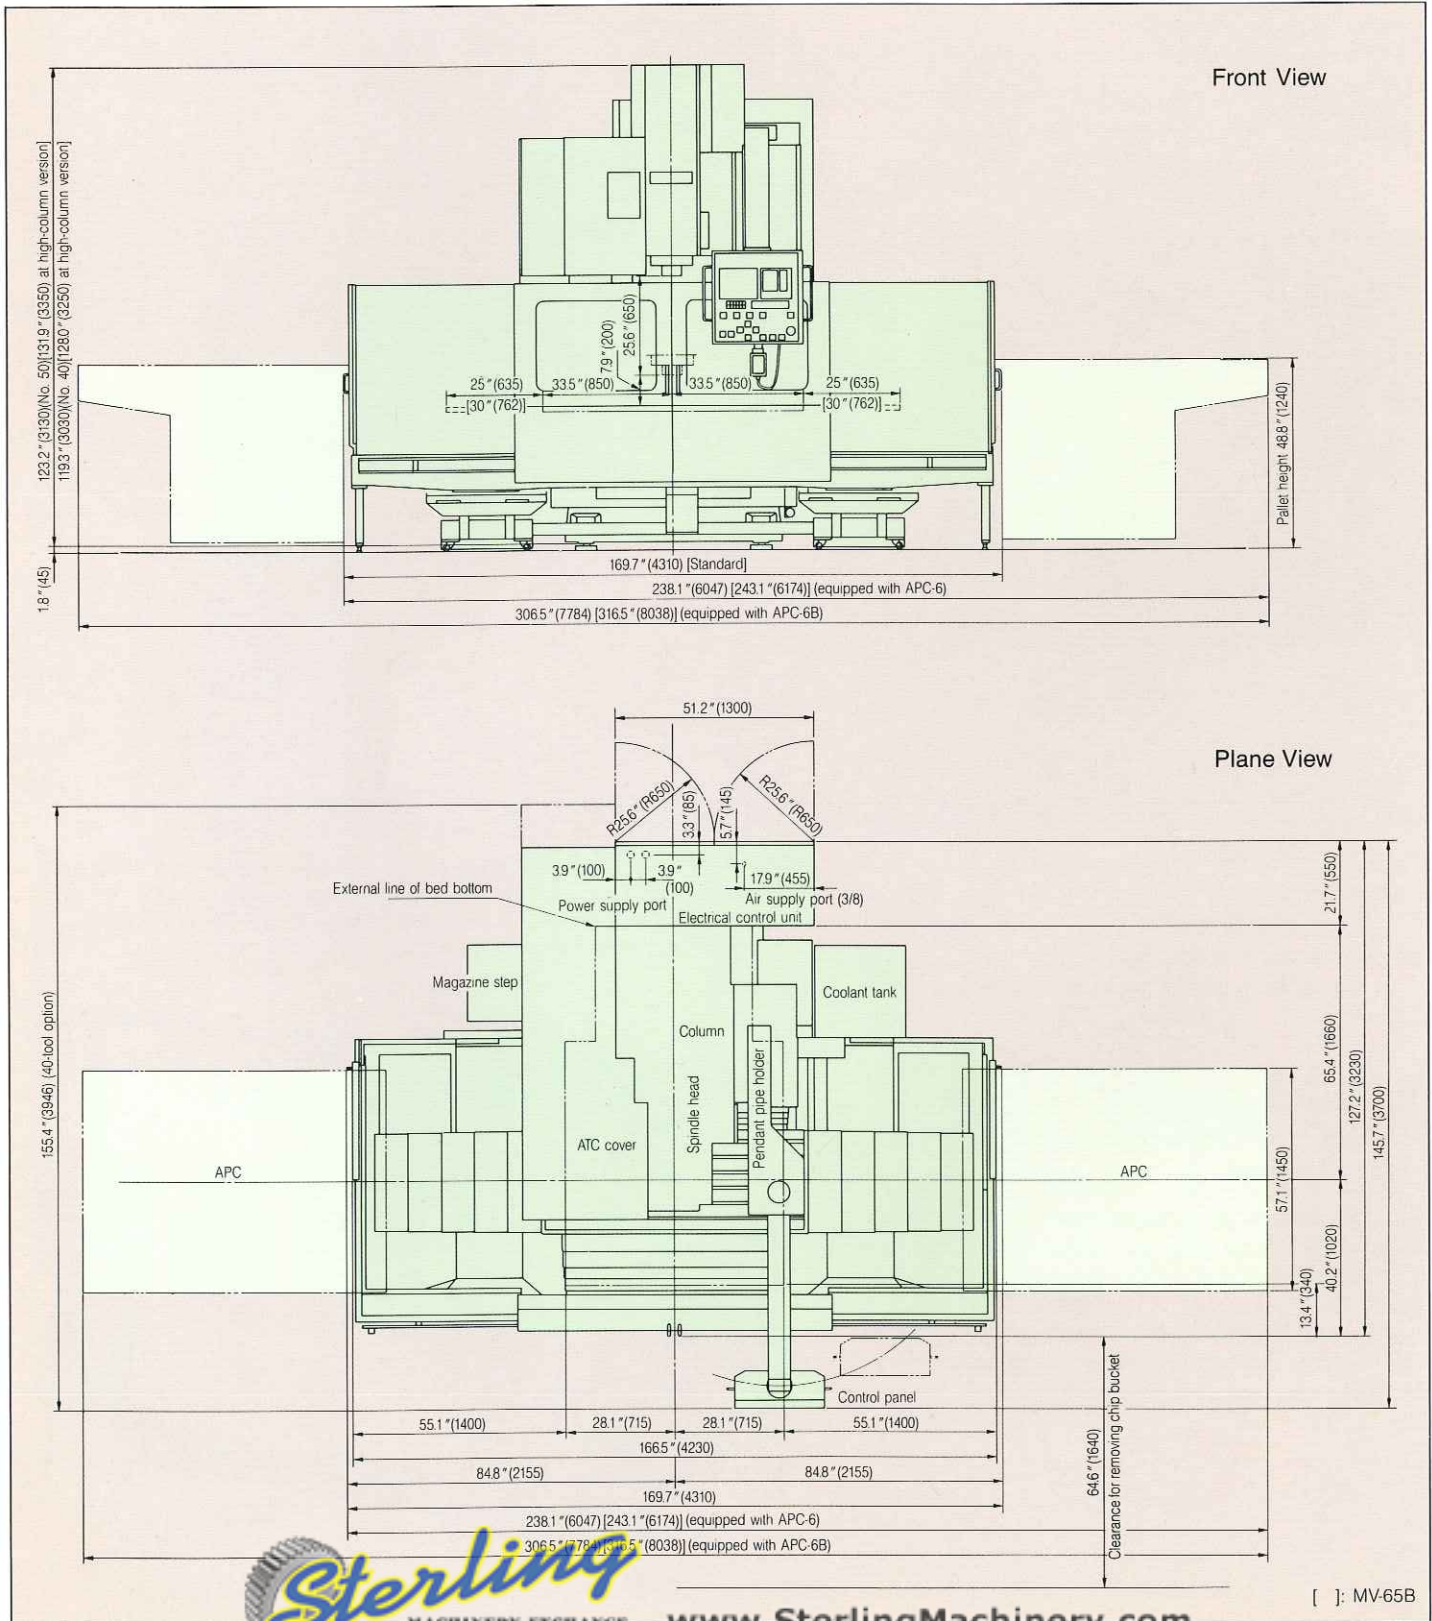 Front View
123.2″(3130)(No. 50)[131.9″(3350) at high-column version]
119.3″(3030)(No. 40)[128.0″(3250) at high-column version]
1.8″(45)
25.6″(650)
7.9″(200)
25″(635)
33.5″(850)
33.5″(850)
25″(635)
[30″(762)]
[30″(762)]
Pallet height 48.8″(1240)
169.7″(4310) [Standard]
238.1″(6047) [243.1″(6174)] (equipped with APC-6)
306.5″(7784) [316.5″(8038)] (equipped with APC-6B)
Plane View
51.2″(1300)
R25.6″(R650)
3.3″(85)
5.7″(145)
R25.6″(R650)
3.9″(100)
3.9″
(100)
17.9″(455)
External line of bed bottom
Power supply port
Air supply port (3/8)
Electrical control unit
Magazine step
Coolant tank
Column
Spindle head
Pendant pipe holder
ATC cover
APC
APC
155.4″(3946) (40-tool option)
21.7″(550)
65.4″(1660)
127.2″(3230)
145.7″(3700)
57.1″(1450)
40.2″(1020)
13.4″(340)
Control panel
64.6″(1640)
Clearance for removing chip bucket
55.1″(1400)
28.1″(715)
28.1″(715)
55.1″(1400)
166.5″(4230)
84.8″(2155)
84.8″(2155)
169.7″(4310)
238.1″(6047) [243.1″(6174)] (equipped with APC-6)
306.5″(7784) [316.5″(8038)] (equipped with APC-6B)
[ ]: MV-65B
Sterling
MACHINERY EXCHANGE
www.SterlingMachinery.com